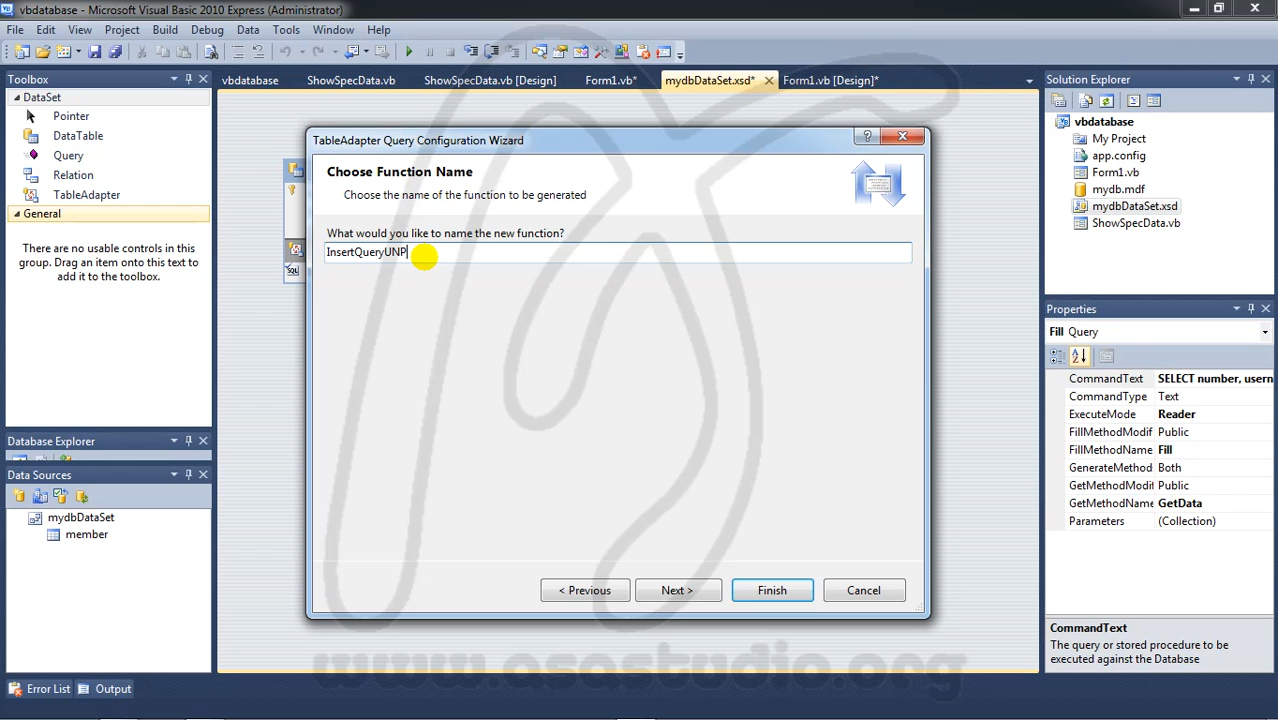 vbdatabase - Microsoft Visual Basic 2010 Express (Administrator)
File Edit View Project Build Debug Data Tools Window Help
Toolbox
vbdatabase ShowSpecData.vb ShowSpecData.vb [Design] Form1.vb* mydbDataSet.xsd* Form1.vb [Design]*
DataSet
Pointer
DataTable
Query
Relation
TableAdapter
General
There are no usable controls in this
group. Drag an item onto this text to
add it to the toolbox.
Database Explorer
Data Sources
mydbDataSet
member
Error List Output
SQL
TableAdapter Query Configuration Wizard
Choose Function Name
Choose the name of the function to be generated
What would you like to name the new function?
InsertQueryUNP
< Previous Next > Finish Cancel
Solution Explorer
vbdatabase
My Project
app.config
Form1.vb
mydb.mdf
mydbDataSet.xsd
ShowSpecData.vb
Properties
Fill Query
CommandText SELECT number, usern
CommandType Text
ExecuteMode Reader
FillMethodModif Public
FillMethodName Fill
GenerateMethod Both
GetMethodModif Public
GetMethodName GetData
Parameters (Collection)
CommandText
The query or stored procedure to be
executed against the Database
www.asastudio.org